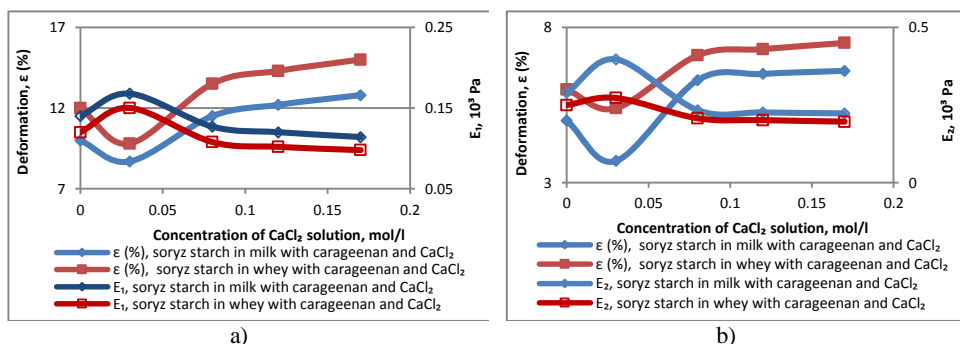 17
12
7
0.25
0.15
0.05
0
0.05
0.1
0.15
0.2
Deformation, ε (%)
E₁, 10³ Pa
Concentration of CaCl₂ solution, mol/l
ε (%), soryz starch in milk with carageenan and CaCl₂
ε (%), soryz starch in whey with carageenan and CaCl₂
E₁, soryz starch in milk with carageenan and CaCl₂
E₁, soryz starch in whey with carageenan and CaCl₂
a)
8
3
0.5
0
0
0.05
0.1
0.15
0.2
Deformation, ε (%)
E₂, 10³ Pa
Concentration of CaCl₂ solution, mol/l
ε (%), soryz starch in milk with carageenan and CaCl₂
ε (%), soryz starch in whey with carageenan and CaCl₂
E₂, soryz starch in milk with carageenan and CaCl₂
E₂, soryz starch in whey with carageenan and CaCl₂
b)